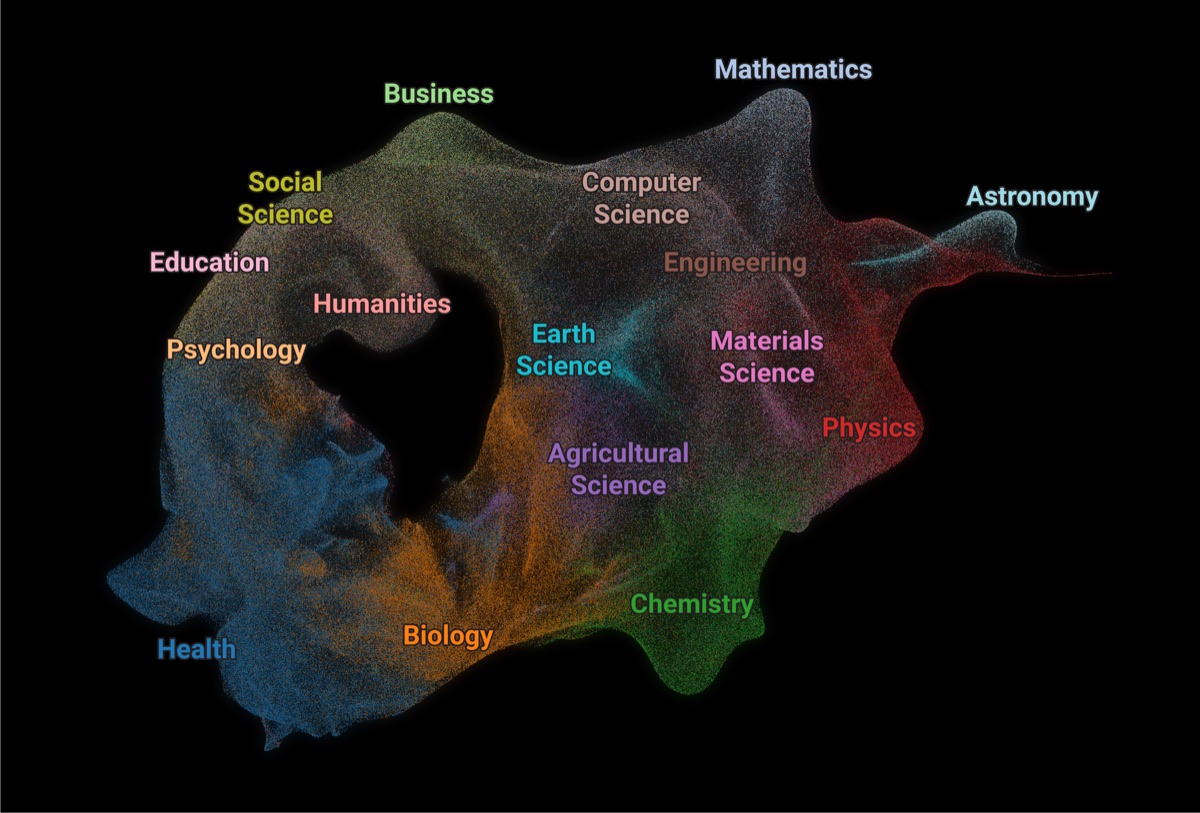 Mathematics
Business
Social
Science
Computer
Science
Astronomy
Education
Engineering
Humanities
Earth
Science
Materials
Science
Psychology
Physics
Agricultural
Science
Chemistry
Biology
Health